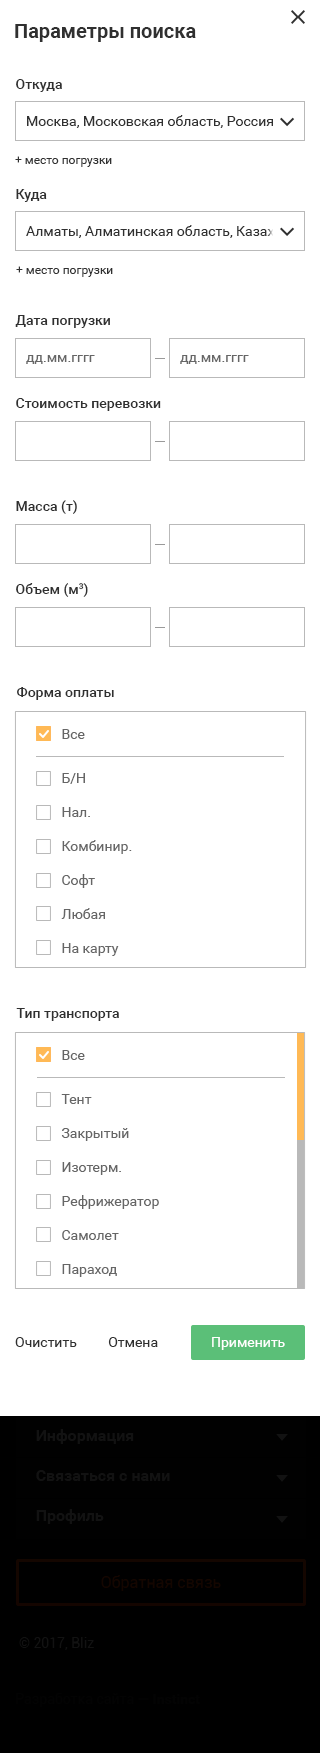 Параметры поиска
Откуда
Москва, Московская область, Россия
+ место погрузки
Куда
Алматы, Алматинская область, Казах
+ место погрузки
Дата погрузки
дд.мм.гггг — дд.мм.гггг
Стоимость перевозки
—
Масса (т)
—
Объем (м³)
—
Форма оплаты
Все
Б/Н
Нал.
Комбинир.
Софт
Любая
На карту
Тип транспорта
Все
Тент
Закрытый
Изотерм.
Рефрижератор
Самолет
Параход
Очистить Отмена Применить
Информация
Связаться с нами
Профиль
Обратная связь
© 2017, Bliz